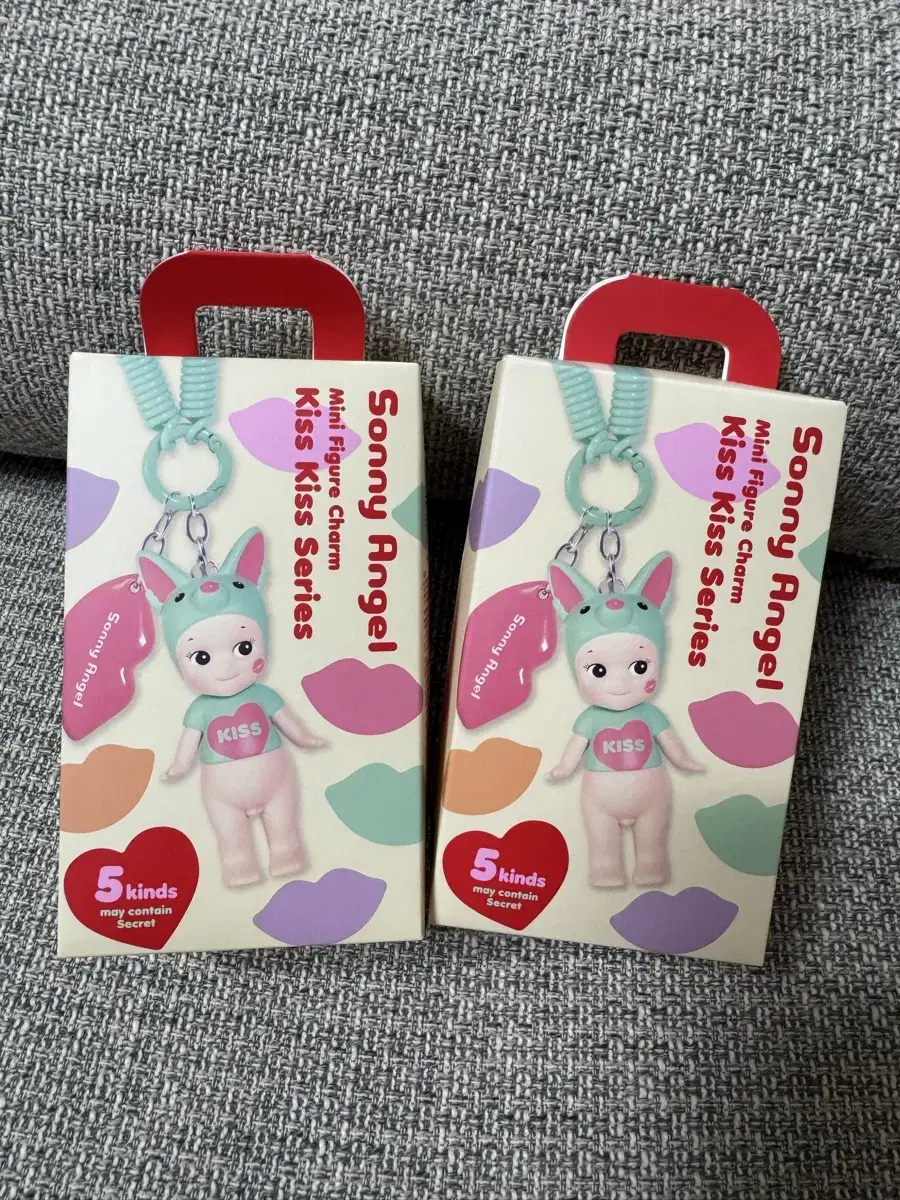 Sonny Angel
Mini Figure Charm
Kiss Kiss Series
Sonny Angel
KISS
5 kinds
may contain
Secret
Sonny Angel
Mini Figure Charm
Kiss Kiss Series
Sonny Angel
KISS
5 kinds
may contain
Secret